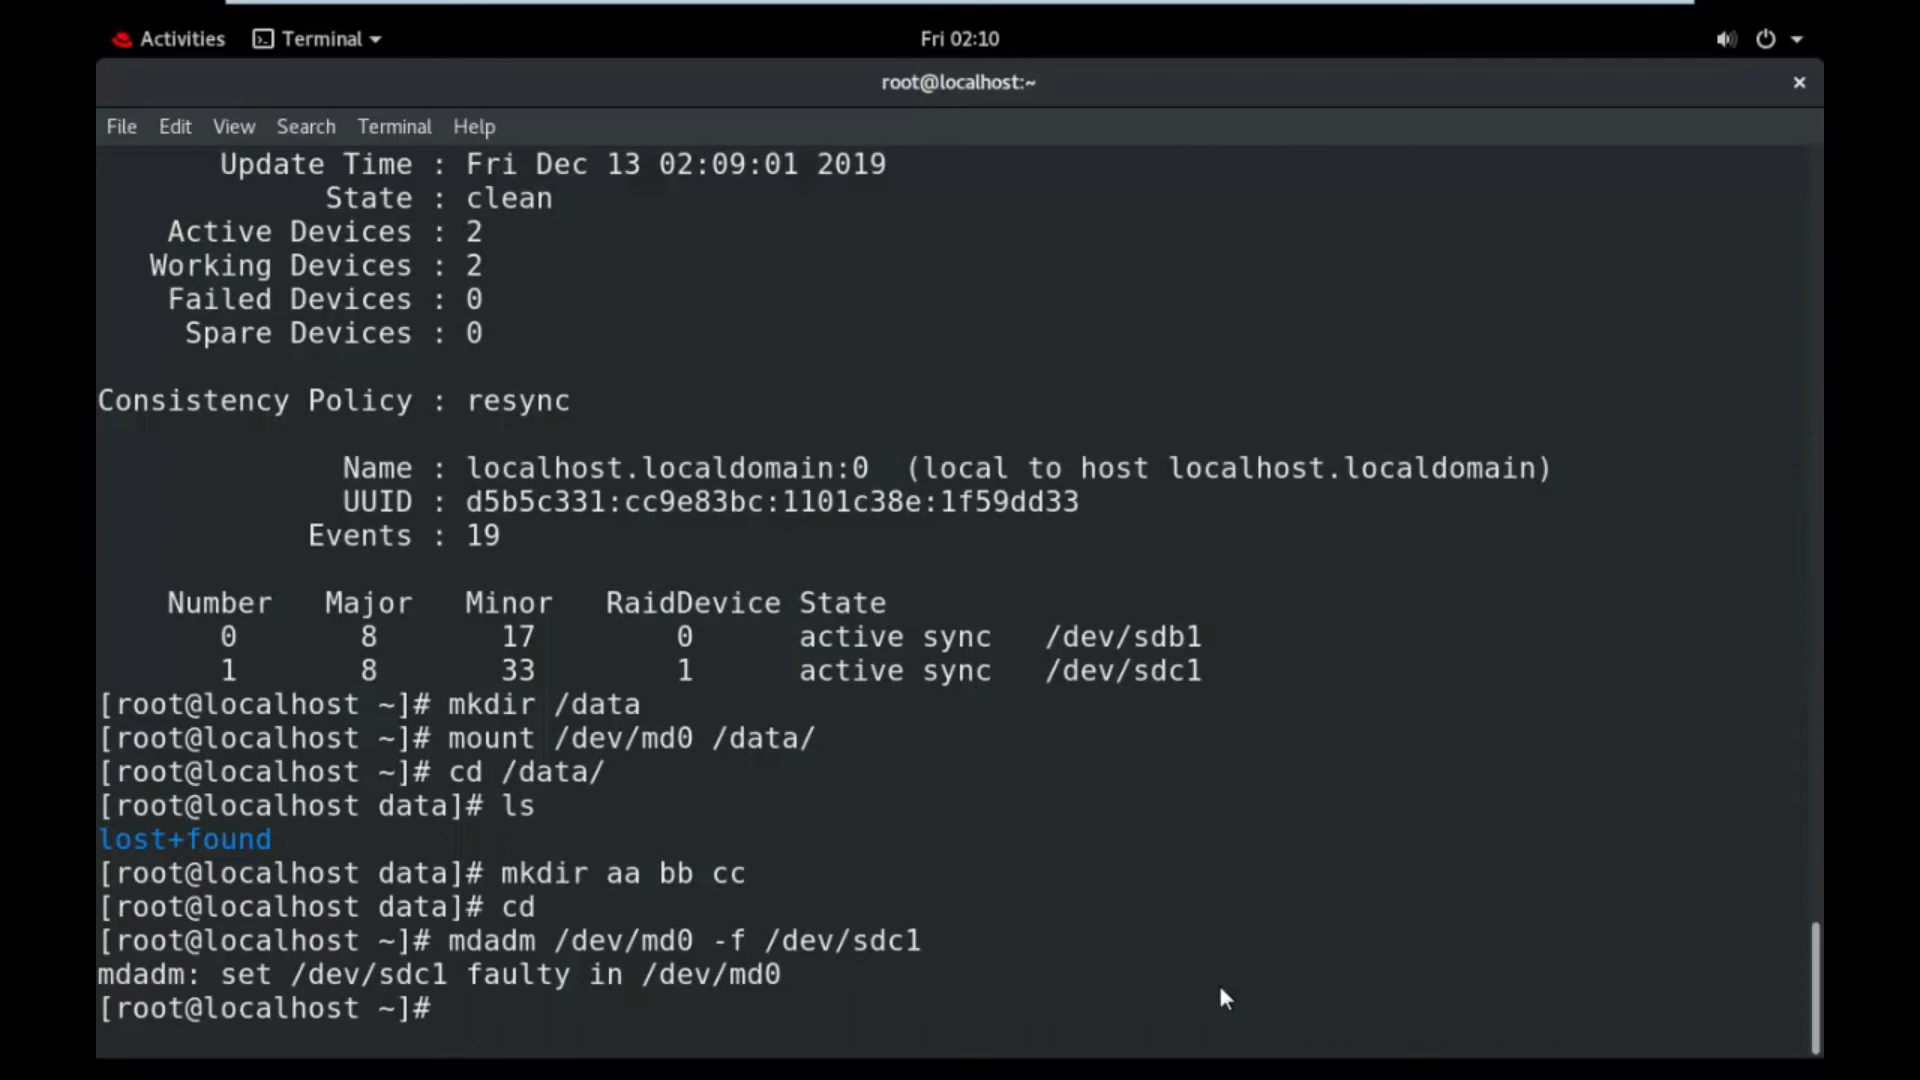 Activities Terminal Fri 02:10
root@localhost:~
File Edit View Search Terminal Help
Update Time : Fri Dec 13 02:09:01 2019
State : clean
Active Devices : 2
Working Devices : 2
Failed Devices : 0
Spare Devices : 0
Consistency Policy : resync
Name : localhost.localdomain:0 (local to host localhost.localdomain)
UUID : d5b5c331:cc9e83bc:1101c38e:1f59dd33
Events : 19
Number Major Minor RaidDevice State
0 8 17 0 active sync /dev/sdb1
1 8 33 1 active sync /dev/sdc1
[root@localhost ~]# mkdir /data
[root@localhost ~]# mount /dev/md0 /data/
[root@localhost ~]# cd /data/
[root@localhost data]# ls
lost+found
[root@localhost data]# mkdir aa bb cc
[root@localhost data]# cd
[root@localhost ~]# mdadm /dev/md0 -f /dev/sdc1
mdadm: set /dev/sdc1 faulty in /dev/md0
[root@localhost ~]#